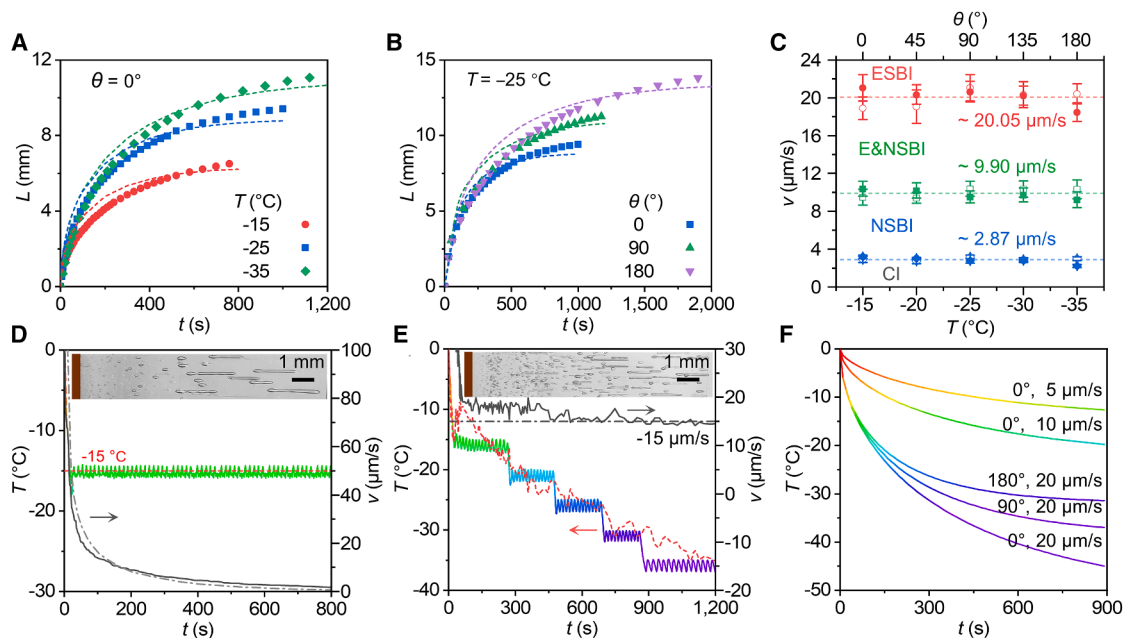 A
12
8
4
0
L (mm)
θ = 0°
T (°C)
-15
-25
-35
0
400
800
1,200
t (s)
B
15
10
5
0
L (mm)
T = –25 °C
θ (°)
0
90
180
0
500
1,000
1,500
2,000
t (s)
C
θ (°)
0
45
90
135
180
24
20
16
12
8
4
0
v (μm/s)
ESBI
~ 20.05 μm/s
E&NSBI
~ 9.90 μm/s
NSBI
~ 2.87 μm/s
CI
-15
-20
-25
-30
-35
T (°C)
D
0
-10
-15
-20
-25
-30
T (°C)
1 mm
-15 °C
100
80
60
40
20
0
v (μm/s)
0
200
400
600
800
t (s)
E
0
-10
-20
-30
-40
T (°C)
1 mm
-15 μm/s
30
20
10
0
-10
-20
v (μm/s)
0
300
600
900
1,200
t (s)
F
0
-10
-20
-30
-40
-50
T (°C)
0°, 5 μm/s
0°, 10 μm/s
180°, 20 μm/s
90°, 20 μm/s
0°, 20 μm/s
0
300
600
900
t (s)